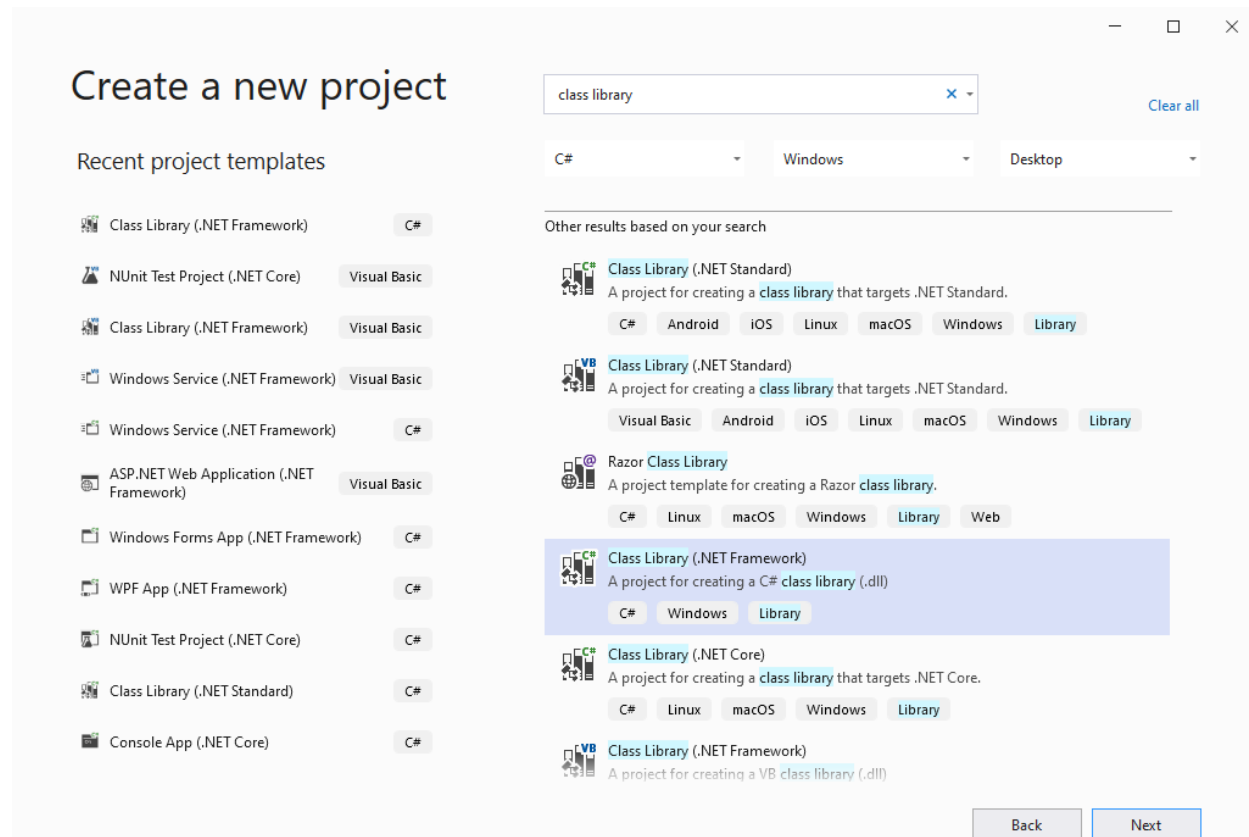 Create a new project
Recent project templates
Class Library (.NET Framework) C#
NUnit Test Project (.NET Core) Visual Basic
Class Library (.NET Framework) Visual Basic
Windows Service (.NET Framework) Visual Basic
Windows Service (.NET Framework) C#
ASP.NET Web Application (.NET
Framework) Visual Basic
Windows Forms App (.NET Framework) C#
WPF App (.NET Framework) C#
NUnit Test Project (.NET Core) C#
Class Library (.NET Standard) C#
Console App (.NET Core) C#
class library
Clear all
C# Windows Desktop
Other results based on your search
Class Library (.NET Standard)
A project for creating a class library that targets .NET Standard.
C# Android iOS Linux macOS Windows Library
Class Library (.NET Standard)
A project for creating a class library that targets .NET Standard.
Visual Basic Android iOS Linux macOS Windows Library
Razor Class Library
A project template for creating a Razor class library.
C# Linux macOS Windows Library Web
Class Library (.NET Framework)
A project for creating a C# class library (.dll)
C# Windows Library
Class Library (.NET Core)
A project for creating a class library that targets .NET Core.
C# Linux macOS Windows Library
Class Library (.NET Framework)
A project for creating a VB class library (.dll)
Back Next